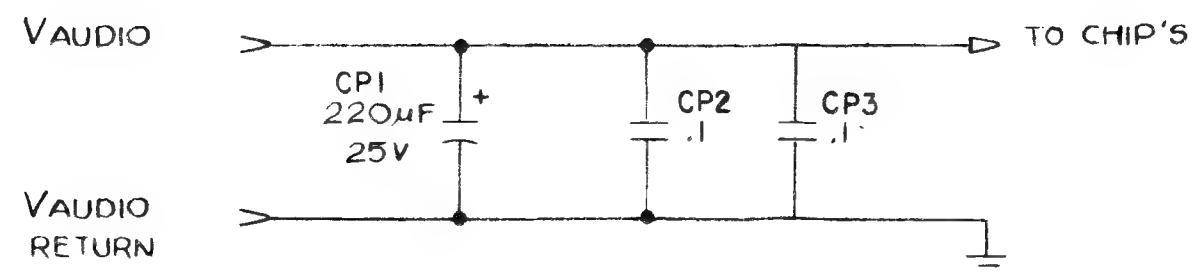 VAUDIO
TO CHIP'S
CP1
220µF
25V
+
CP2
.1
CP3
.1
VAUDIO
RETURN